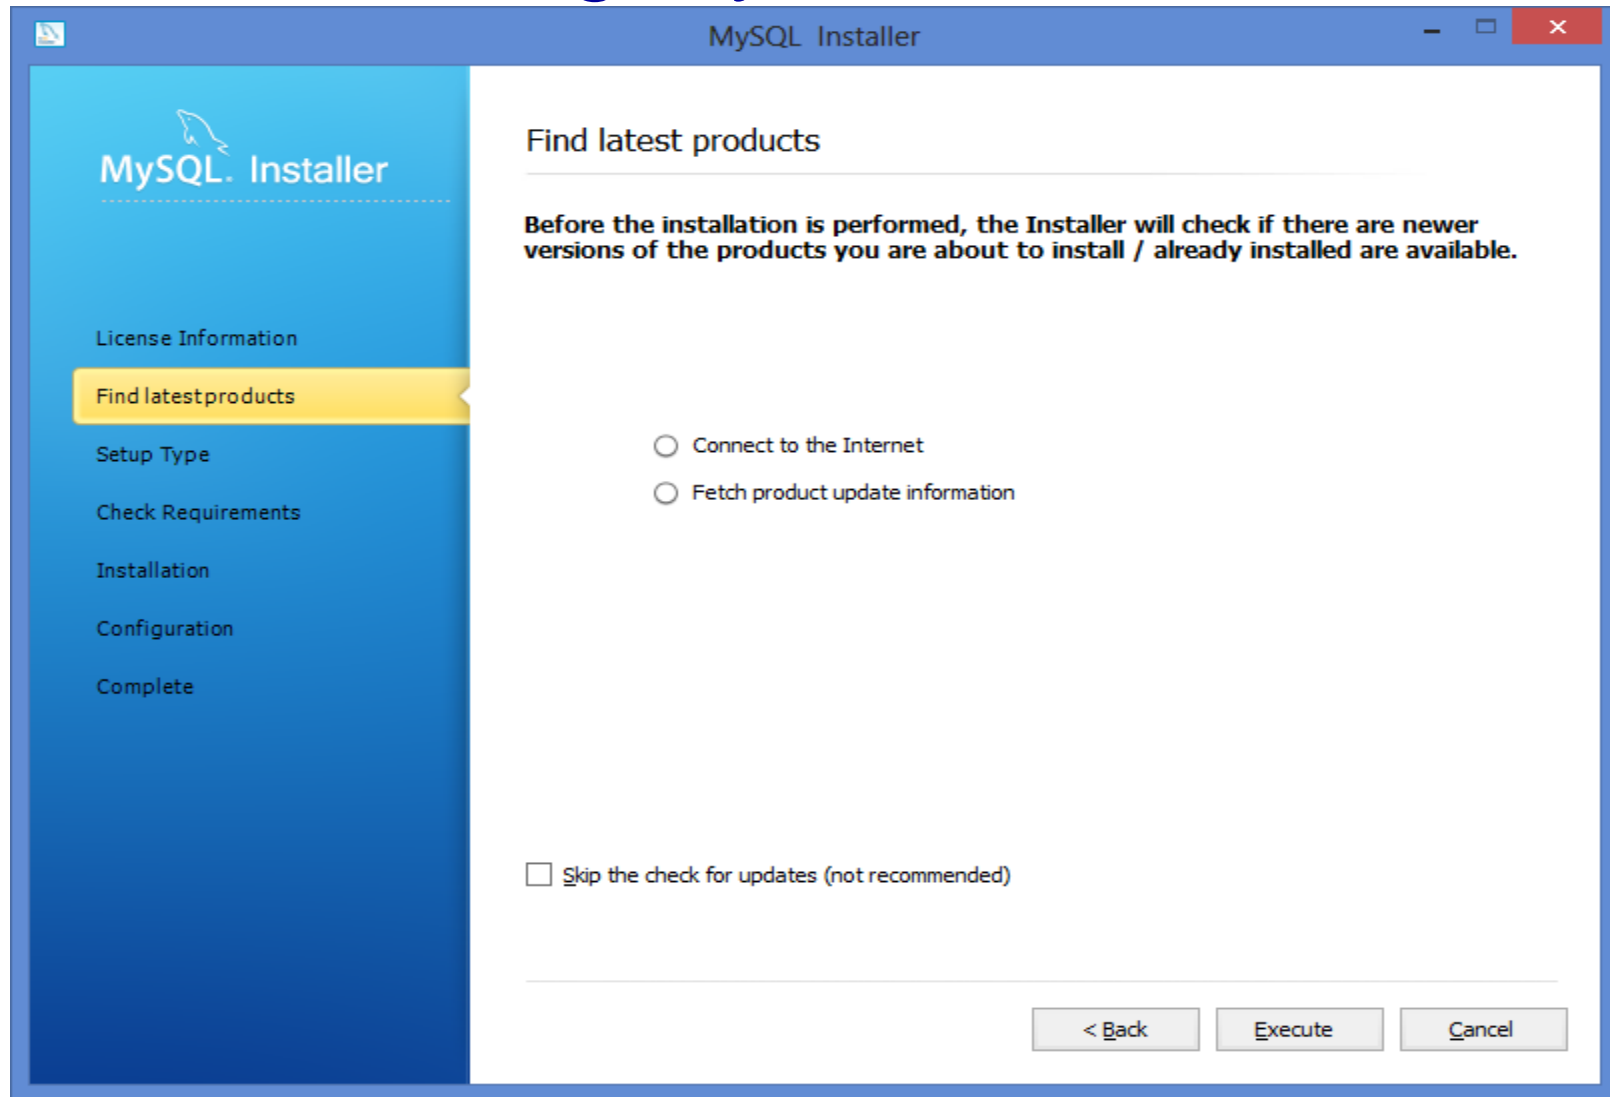 MySQL Installer
MySQL. Installer
License Information
Find latest products
Setup Type
Check Requirements
Installation
Configuration
Complete
Find latest products
Before the installation is performed, the Installer will check if there are newer
versions of the products you are about to install / already installed are available.
Connect to the Internet
Fetch product update information
Skip the check for updates (not recommended)
< Back
Execute
Cancel